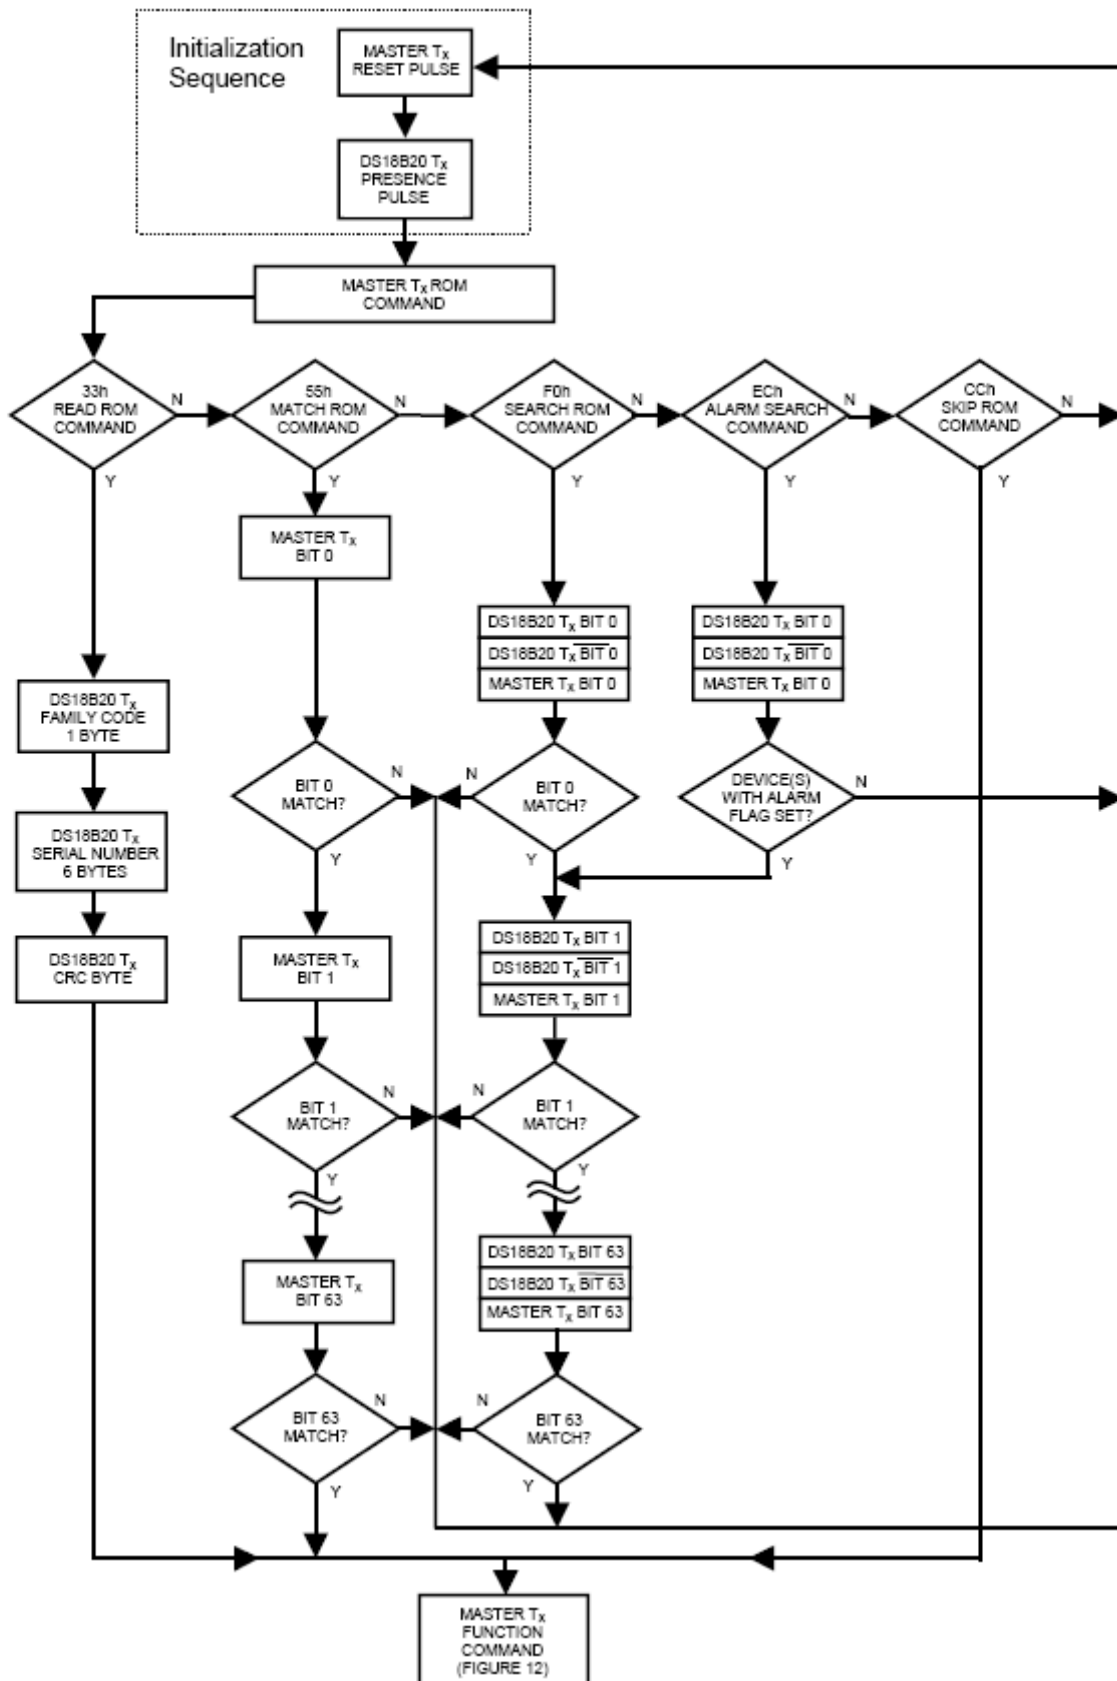 Initialization
Sequence
MASTER Tx
RESET PULSE
DS18B20 Tx
PRESENCE
PULSE
MASTER Tx ROM
COMMAND
33h
READ ROM
COMMAND
N
Y
55h
MATCH ROM
COMMAND
N
Y
F0h
SEARCH ROM
COMMAND
N
Y
ECh
ALARM SEARCH
COMMAND
N
Y
CCh
SKIP ROM
COMMAND
N
Y
MASTER Tx
BIT 0
DS18B20 Tx BIT 0
DS18B20 Tx B̅I̅T̅ ̅0̅
MASTER Tx BIT 0
DS18B20 Tx BIT 0
DS18B20 Tx B̅I̅T̅ ̅0̅
MASTER Tx BIT 0
DS18B20 Tx
FAMILY CODE
1 BYTE
BIT 0
MATCH?
N
Y
BIT 0
MATCH?
N
Y
DEVICE(S)
WITH ALARM
FLAG SET?
N
Y
DS18B20 Tx
SERIAL NUMBER
6 BYTES
DS18B20 Tx
CRC BYTE
MASTER Tx
BIT 1
DS18B20 Tx BIT 1
DS18B20 Tx B̅I̅T̅ ̅1̅
MASTER Tx BIT 1
BIT 1
MATCH?
N
Y
BIT 1
MATCH?
N
Y
MASTER Tx
BIT 63
DS18B20 Tx BIT 63
DS18B20 Tx B̅I̅T̅ ̅6̅3̅
MASTER Tx BIT 63
BIT 63
MATCH?
N
Y
BIT 63
MATCH?
N
Y
MASTER Tx
FUNCTION
COMMAND
(FIGURE 12)